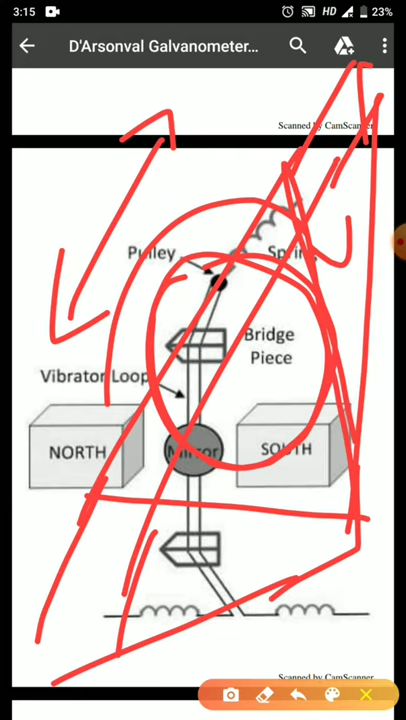 3:15 HD 23%
D'Arsonval Galvanometer...
Scanned by CamScanner
Pulley
Spring
Bridge
Piece
Vibrator Loop
NORTH
Mirror
SOUTH
Scanned by CamScanner